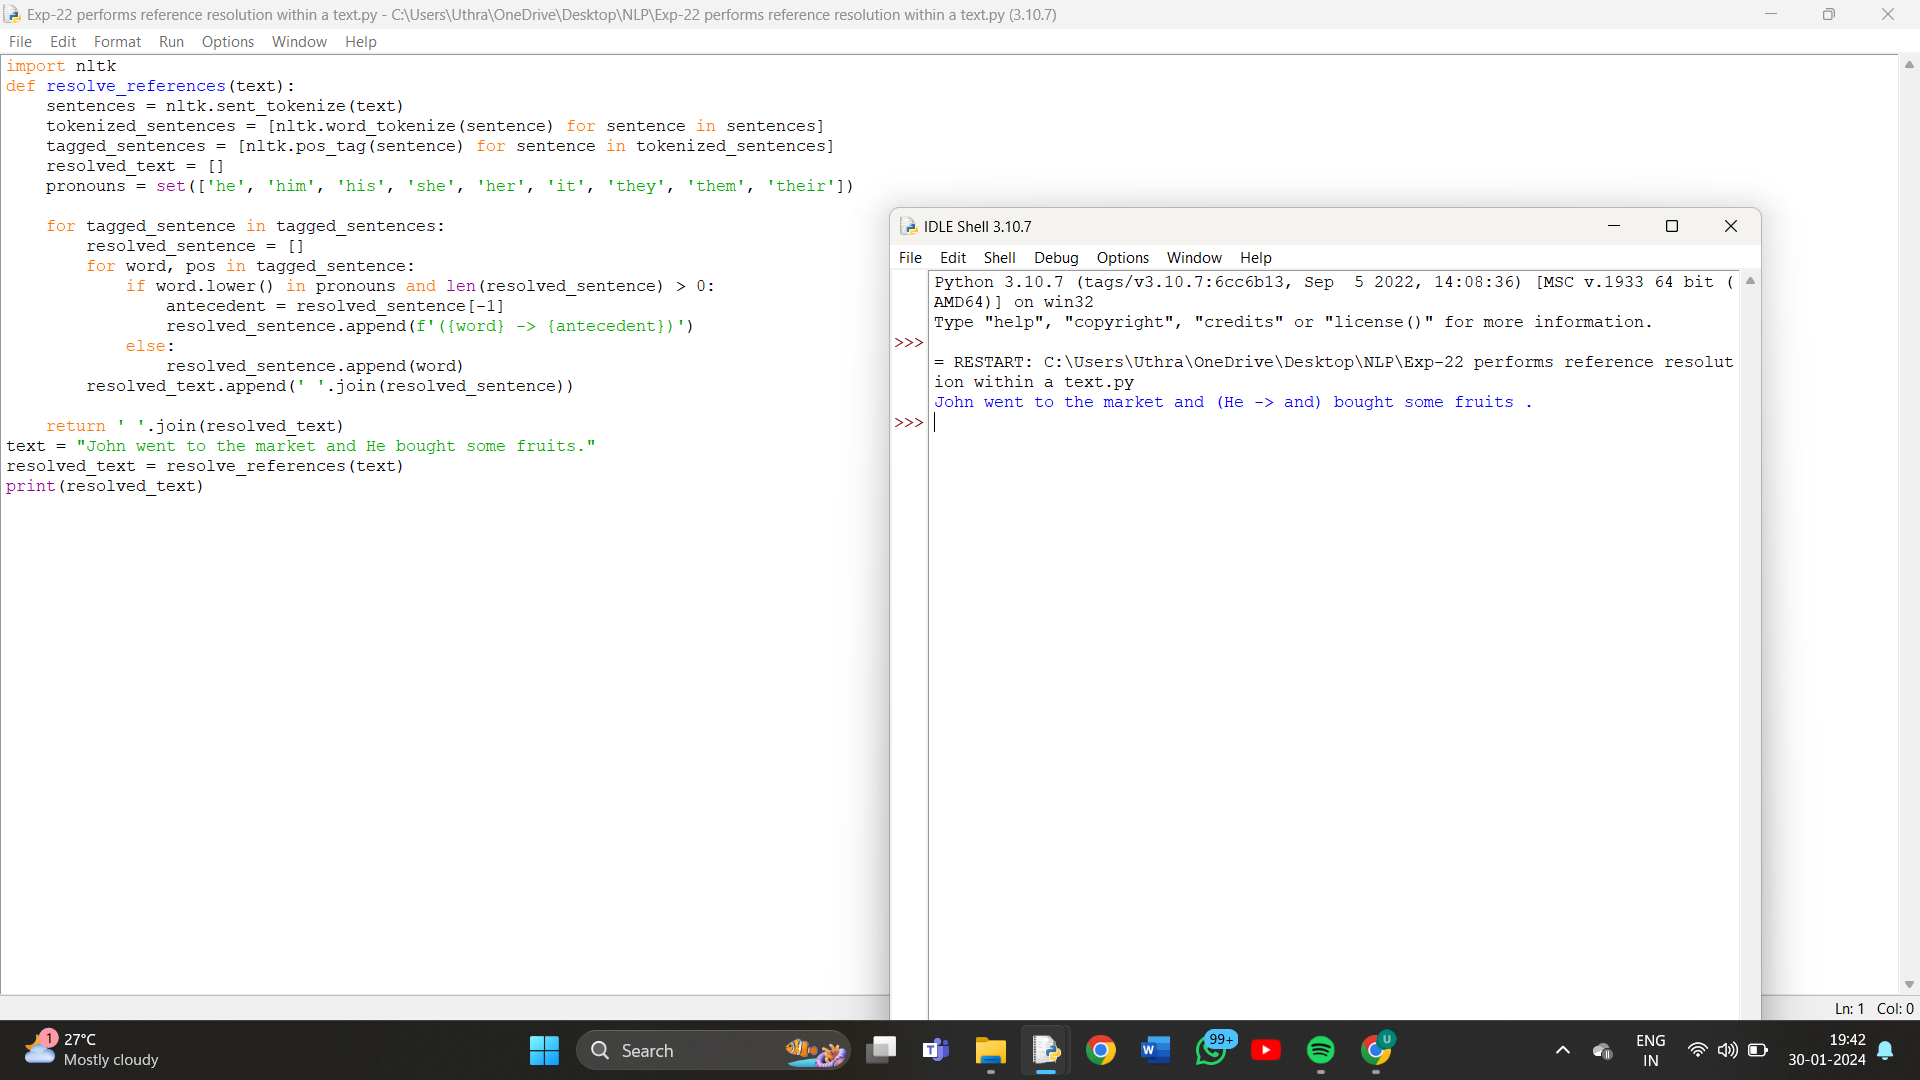 Exp-22 performs reference resolution within a text.py - C:\Users\Uthra\OneDrive\Desktop\NLP\Exp-22 performs reference resolution within a text.py (3.10.7)
File Edit Format Run Options Window Help
import nltk
def resolve_references(text):
    sentences = nltk.sent_tokenize(text)
    tokenized_sentences = [nltk.word_tokenize(sentence) for sentence in sentences]
    tagged_sentences = [nltk.pos_tag(sentence) for sentence in tokenized_sentences]
    resolved_text = []
    pronouns = set(['he', 'him', 'his', 'she', 'her', 'it', 'they', 'them', 'their'])
    for tagged_sentence in tagged_sentences:
        resolved_sentence = []
        for word, pos in tagged_sentence:
            if word.lower() in pronouns and len(resolved_sentence) > 0:
                antecedent = resolved_sentence[-1]
                resolved_sentence.append(f'({word} -> {antecedent})')
            else:
                resolved_sentence.append(word)
        resolved_text.append(' '.join(resolved_sentence))
    return ' '.join(resolved_text)
text = "John went to the market and He bought some fruits."
resolved_text = resolve_references(text)
print(resolved_text)
IDLE Shell 3.10.7
File Edit Shell Debug Options Window Help
Python 3.10.7 (tags/v3.10.7:6cc6b13, Sep  5 2022, 14:08:36) [MSC v.1933 64 bit (
AMD64)] on win32
Type "help", "copyright", "credits" or "license()" for more information.
>>>
= RESTART: C:\Users\Uthra\OneDrive\Desktop\NLP\Exp-22 performs reference resolut
ion within a text.py
John went to the market and (He -> and) bought some fruits .
>>>
Ln: 1 Col: 0
1
27°C
Mostly cloudy
Search
T
W
99+
U
ENG
IN
19:42
30-01-2024